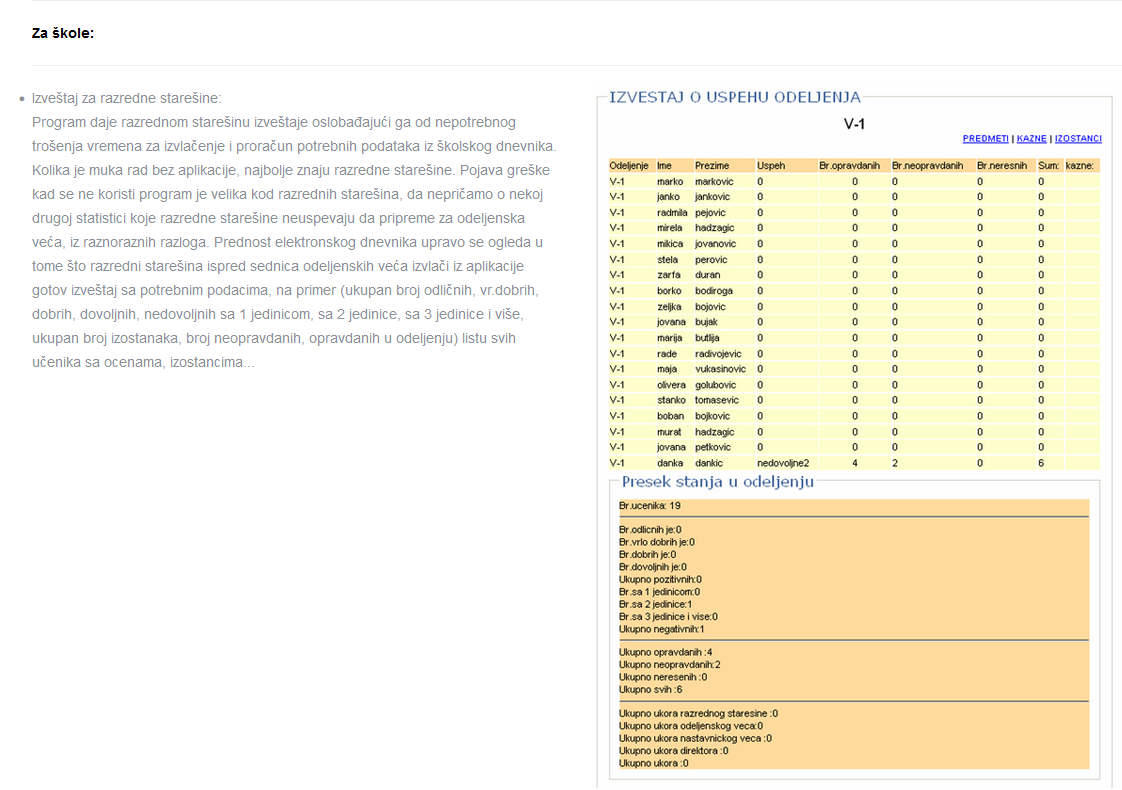 Za škole:
Izveštaj za razredne starešine:
Program daje razrednom starešinu izveštaje oslobađajući ga od nepotrebnog
trošenja vremena za izvlačenje i proračun potrebnih podataka iz školskog dnevnika.
Kolika je muka rad bez aplikacije, najbolje znaju razredne starešine. Pojava greške
kad se ne koristi program je velika kod razrednih starešina, da nepričamo o nekoj
drugoj statistici koje razredne starešine neuspevaju da pripreme za odeljenska
veća, iz raznoraznih razloga. Prednost elektronskog dnevnika upravo se ogleda u
tome što razredni starešina ispred sednica odeljenskih veća izvlači iz aplikacije
gotov izveštaj sa potrebnim podacima, na primer (ukupan broj odličnih, vr.dobrih,
dobrih, dovoljnih, nedovoljnih sa 1 jedinicom, sa 2 jedinice, sa 3 jedinice i više,
ukupan broj izostanaka, broj neopravdanih, opravdanih u odeljenju) listu svih
učenika sa ocenama, izostancima...
IZVESTAJ O USPEHU ODELJENJA
V-1
PREDMETI | KAZNE | IZOSTANCI
Odeljenje Ime Prezime Uspeh Br.opravdanih Br.neopravdanih Br.neresnih Sum: kazne:
V-1 marko markovic 0 0 0 0 0
V-1 janko jankovic 0 0 0 0 0
V-1 radmila pejovic 0 0 0 0 0
V-1 mirela hadzagic 0 0 0 0 0
V-1 mikica jovanovic 0 0 0 0 0
V-1 stela perovic 0 0 0 0 0
V-1 zarfa duran 0 0 0 0 0
V-1 borko bodiroga 0 0 0 0 0
V-1 zeljka bojovic 0 0 0 0 0
V-1 jovana bujak 0 0 0 0 0
V-1 marija butlija 0 0 0 0 0
V-1 rade radivojevic 0 0 0 0 0
V-1 maja vukasinovic 0 0 0 0 0
V-1 olivera golubovic 0 0 0 0 0
V-1 stanko tomasevic 0 0 0 0 0
V-1 boban bojkovic 0 0 0 0 0
V-1 murat hadzagic 0 0 0 0 0
V-1 jovana petkovic 0 0 0 0 0
V-1 danka dankic nedovoljne2 4 2 0 6
Presek stanja u odeljenju
Br.ucenika: 19
Br.odlicnih je:0
Br.vrlo dobrih je:0
Br.dobrih je:0
Br.dovoljnih je:0
Ukupno pozitivnih:0
Br.sa 1 jedinicom:0
Br.sa 2 jedinice:1
Br.sa 3 jedinice i vise:0
Ukupno negativnih:1
Ukupno opravdanih :4
Ukupno neopravdanih:2
Ukupno neresenih :0
Ukupno svih :6
Ukupno ukora razrednog staresine :0
Ukupno ukora odeljenskog veca:0
Ukupno ukora nastavnickog veca :0
Ukupno ukora direktora :0
Ukupno ukora :0